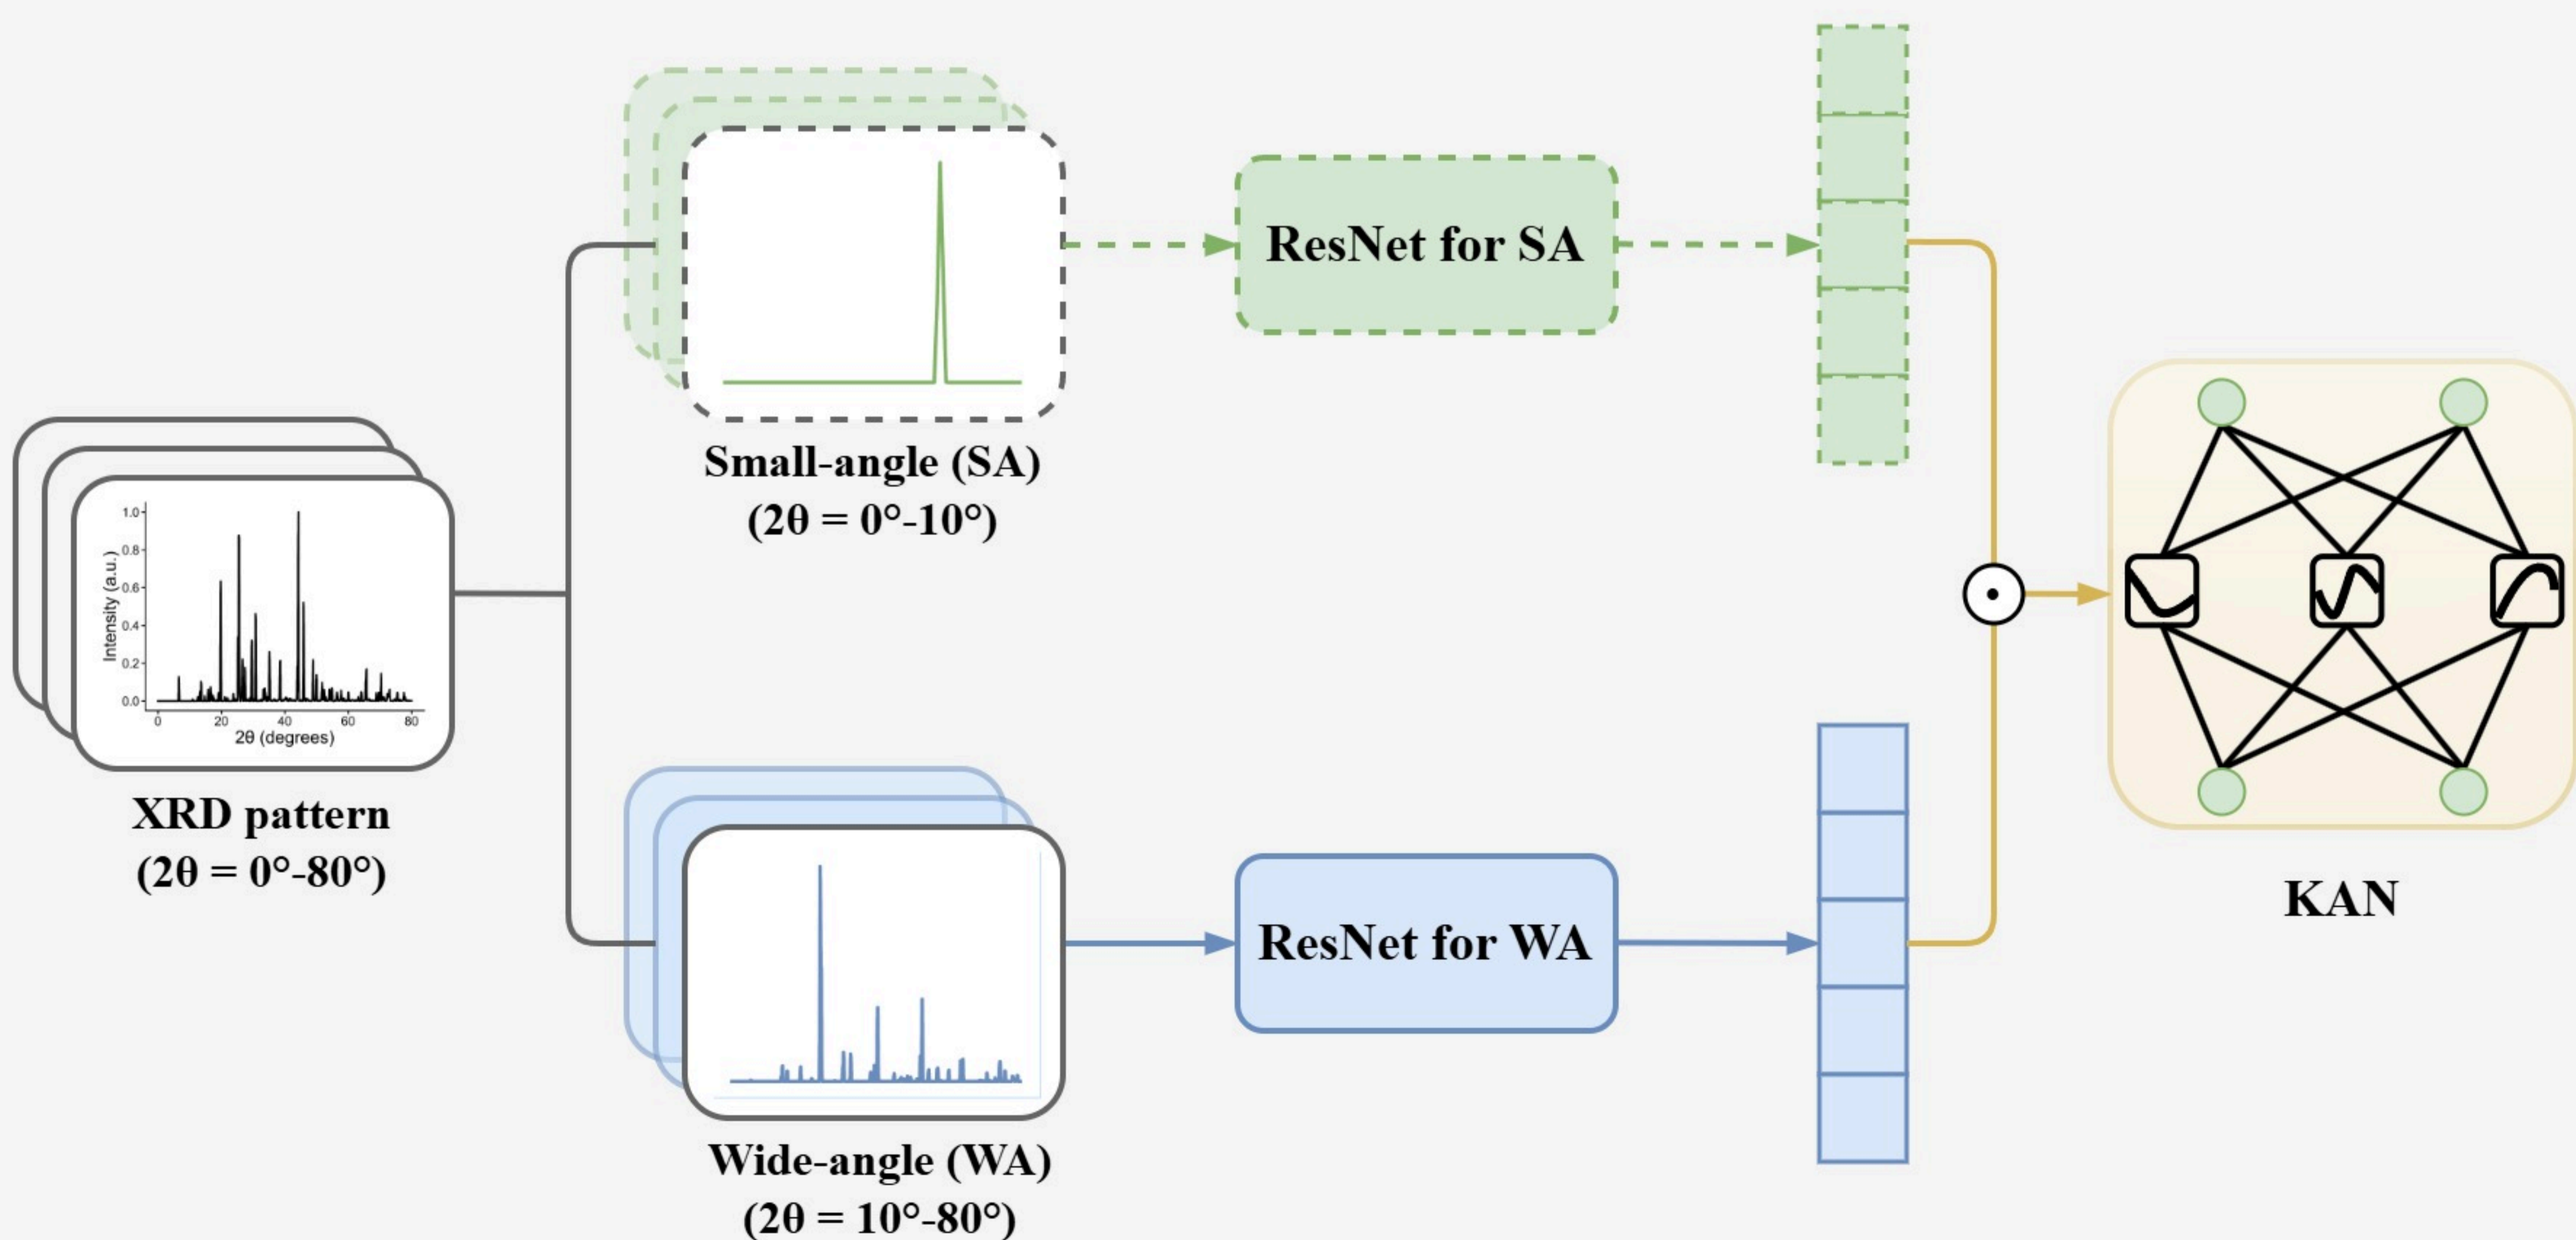 1.0
0.8
0.6
0.4
0.2
0.0
Intensity (a.u.)
0 20 40 60 80
2θ (degrees)
XRD pattern
(2θ = 0°-80°)
Small-angle (SA)
(2θ = 0°-10°)
ResNet for SA
Wide-angle (WA)
(2θ = 10°-80°)
ResNet for WA
KAN